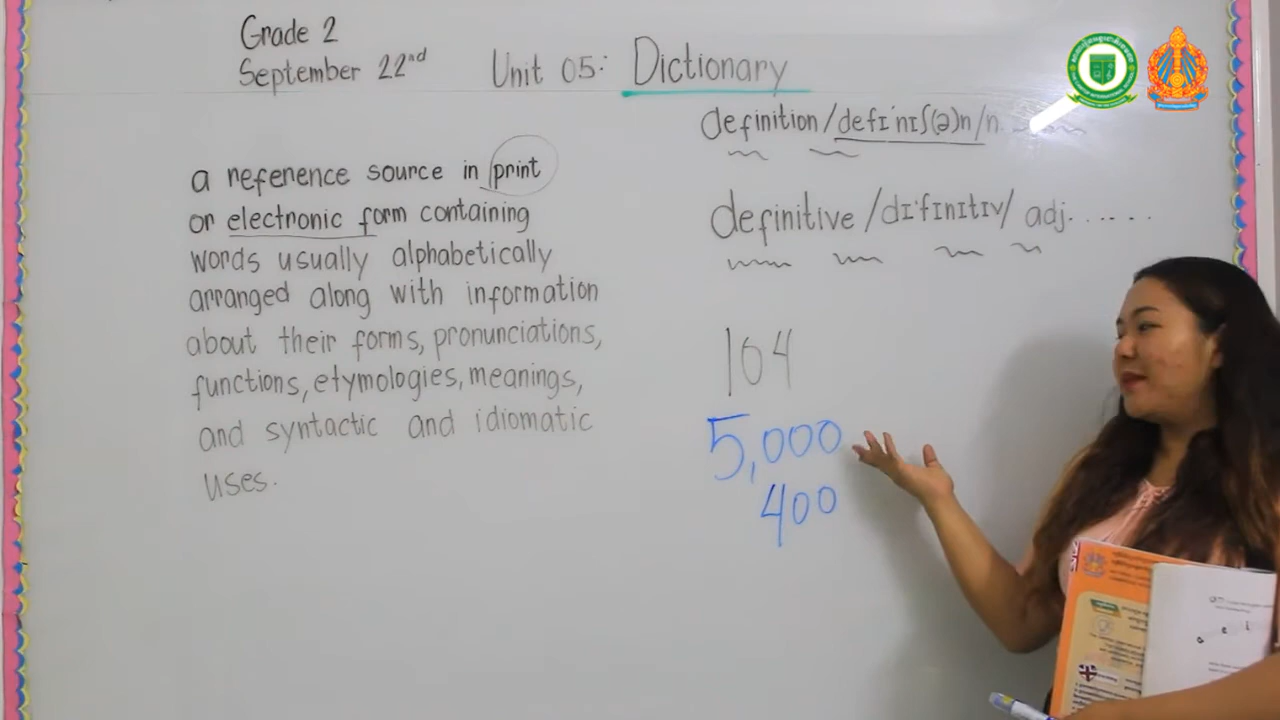 Grade 2
September 22nd
Unit 05: Dictionary
a reference source in print
or electronic form containing
words usually alphabetically
arranged along with information
about their forms, pronunciations,
functions, etymologies, meanings,
and syntactic and idiomatic
uses.
definition /defɪˈnɪʃ(ə)n/n.
definitive /dɪˈfɪnɪtɪv/ adj. . . . . .
104
5,000
400